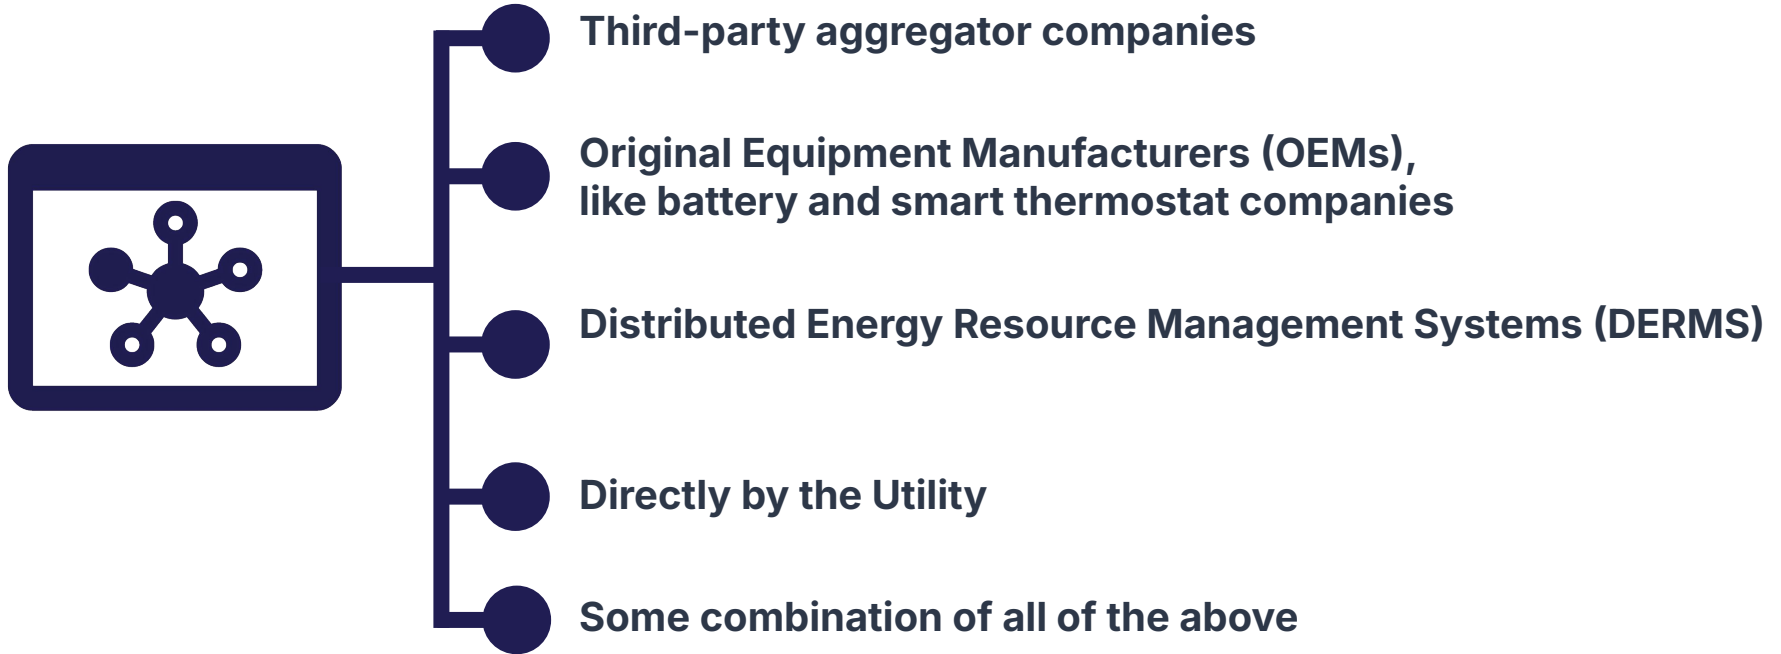 Third-party aggregator companies
Original Equipment Manufacturers (OEMs),
like battery and smart thermostat companies
Distributed Energy Resource Management Systems (DERMS)
Directly by the Utility
Some combination of all of the above